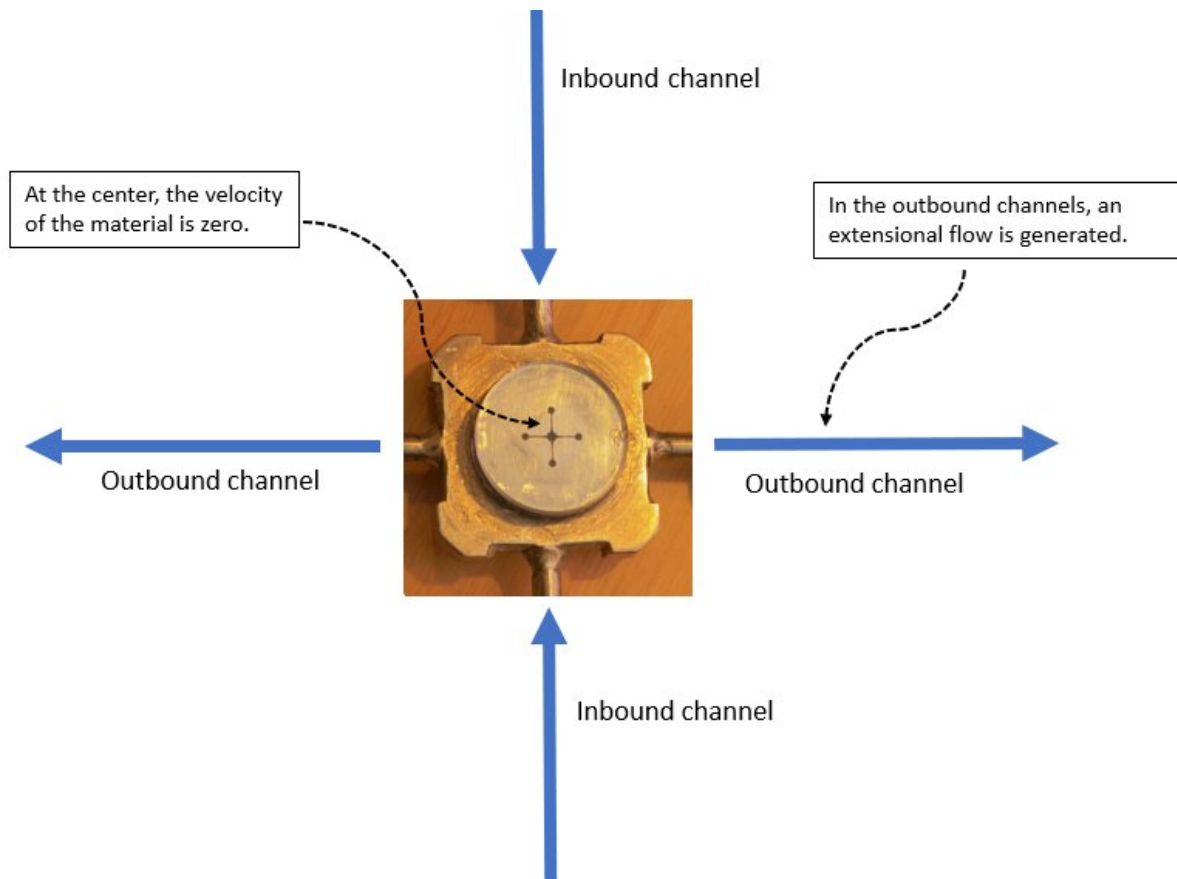 Inbound channel
At the center, the velocity
of the material is zero.
In the outbound channels, an
extensional flow is generated.
Outbound channel
Outbound channel
Inbound channel